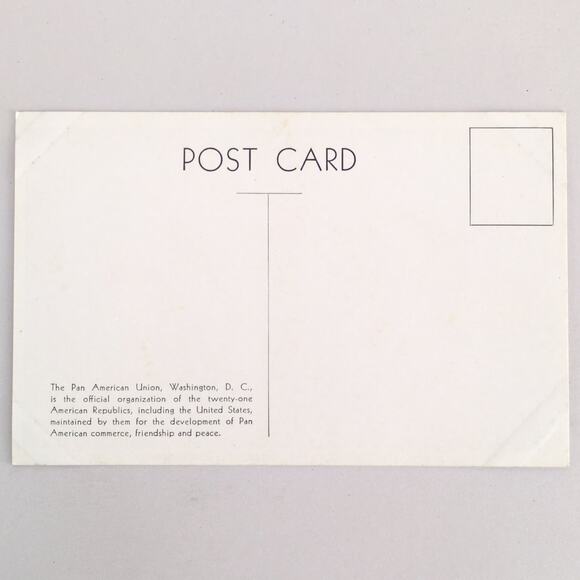 POST CARD
The Pan American Union, Washington, D. C.,
is the official organization of the twenty-one
American Republics, including the United States,
maintained by them for the development of Pan
American commerce, friendship and peace.